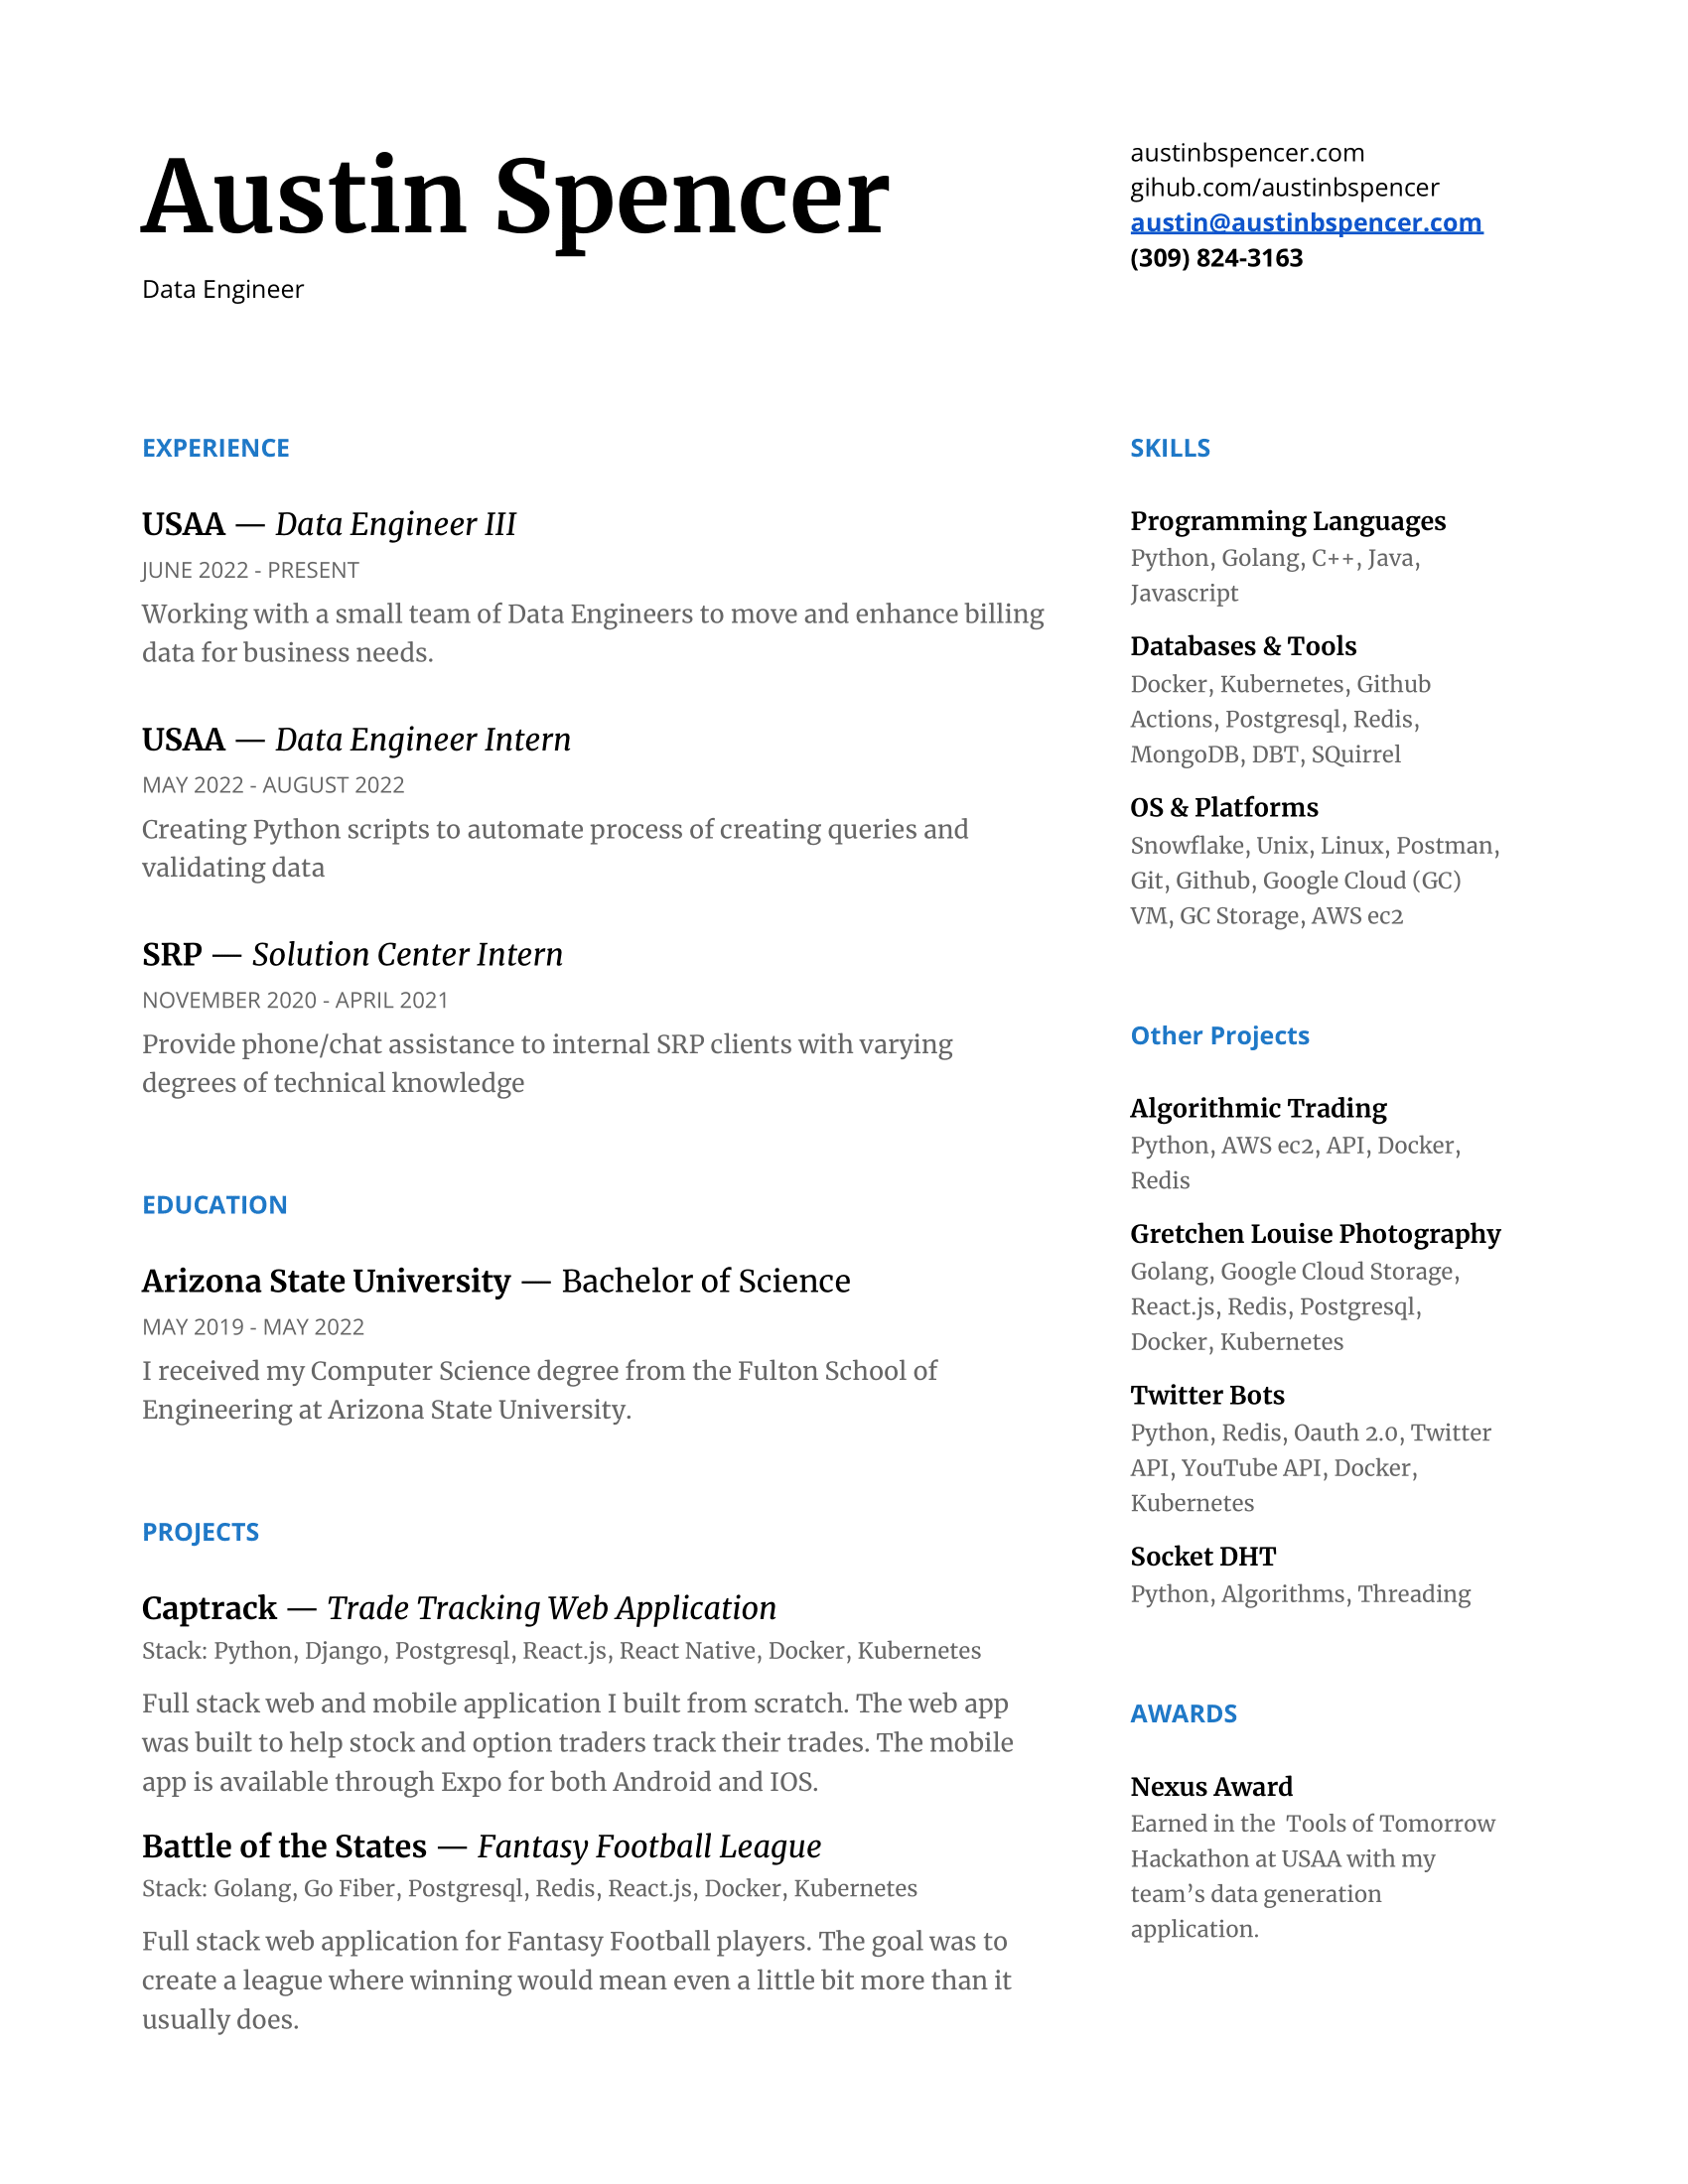 Austin Spencer
Data Engineer
austinbspencer.com
gihub.com/austinbspencer
austin@austinbspencer.com
(309) 824-3163
EXPERIENCE
USAA — Data Engineer III
JUNE 2022 - PRESENT
Working with a small team of Data Engineers to move and enhance billing
data for business needs.
USAA — Data Engineer Intern
MAY 2022 - AUGUST 2022
Creating Python scripts to automate process of creating queries and
validating data
SRP — Solution Center Intern
NOVEMBER 2020 - APRIL 2021
Provide phone/chat assistance to internal SRP clients with varying
degrees of technical knowledge
EDUCATION
Arizona State University — Bachelor of Science
MAY 2019 - MAY 2022
I received my Computer Science degree from the Fulton School of
Engineering at Arizona State University.
PROJECTS
Captrack — Trade Tracking Web Application
Stack: Python, Django, Postgresql, React.js, React Native, Docker, Kubernetes
Full stack web and mobile application I built from scratch. The web app
was built to help stock and option traders track their trades. The mobile
app is available through Expo for both Android and IOS.
Battle of the States — Fantasy Football League
Stack: Golang, Go Fiber, Postgresql, Redis, React.js, Docker, Kubernetes
Full stack web application for Fantasy Football players. The goal was to
create a league where winning would mean even a little bit more than it
usually does.
SKILLS
Programming Languages
Python, Golang, C++, Java,
Javascript
Databases & Tools
Docker, Kubernetes, Github
Actions, Postgresql, Redis,
MongoDB, DBT, SQuirrel
OS & Platforms
Snowflake, Unix, Linux, Postman,
Git, Github, Google Cloud (GC)
VM, GC Storage, AWS ec2
Other Projects
Algorithmic Trading
Python, AWS ec2, API, Docker,
Redis
Gretchen Louise Photography
Golang, Google Cloud Storage,
React.js, Redis, Postgresql,
Docker, Kubernetes
Twitter Bots
Python, Redis, Oauth 2.0, Twitter
API, YouTube API, Docker,
Kubernetes
Socket DHT
Python, Algorithms, Threading
AWARDS
Nexus Award
Earned in the  Tools of Tomorrow
Hackathon at USAA with my
team’s data generation
application.